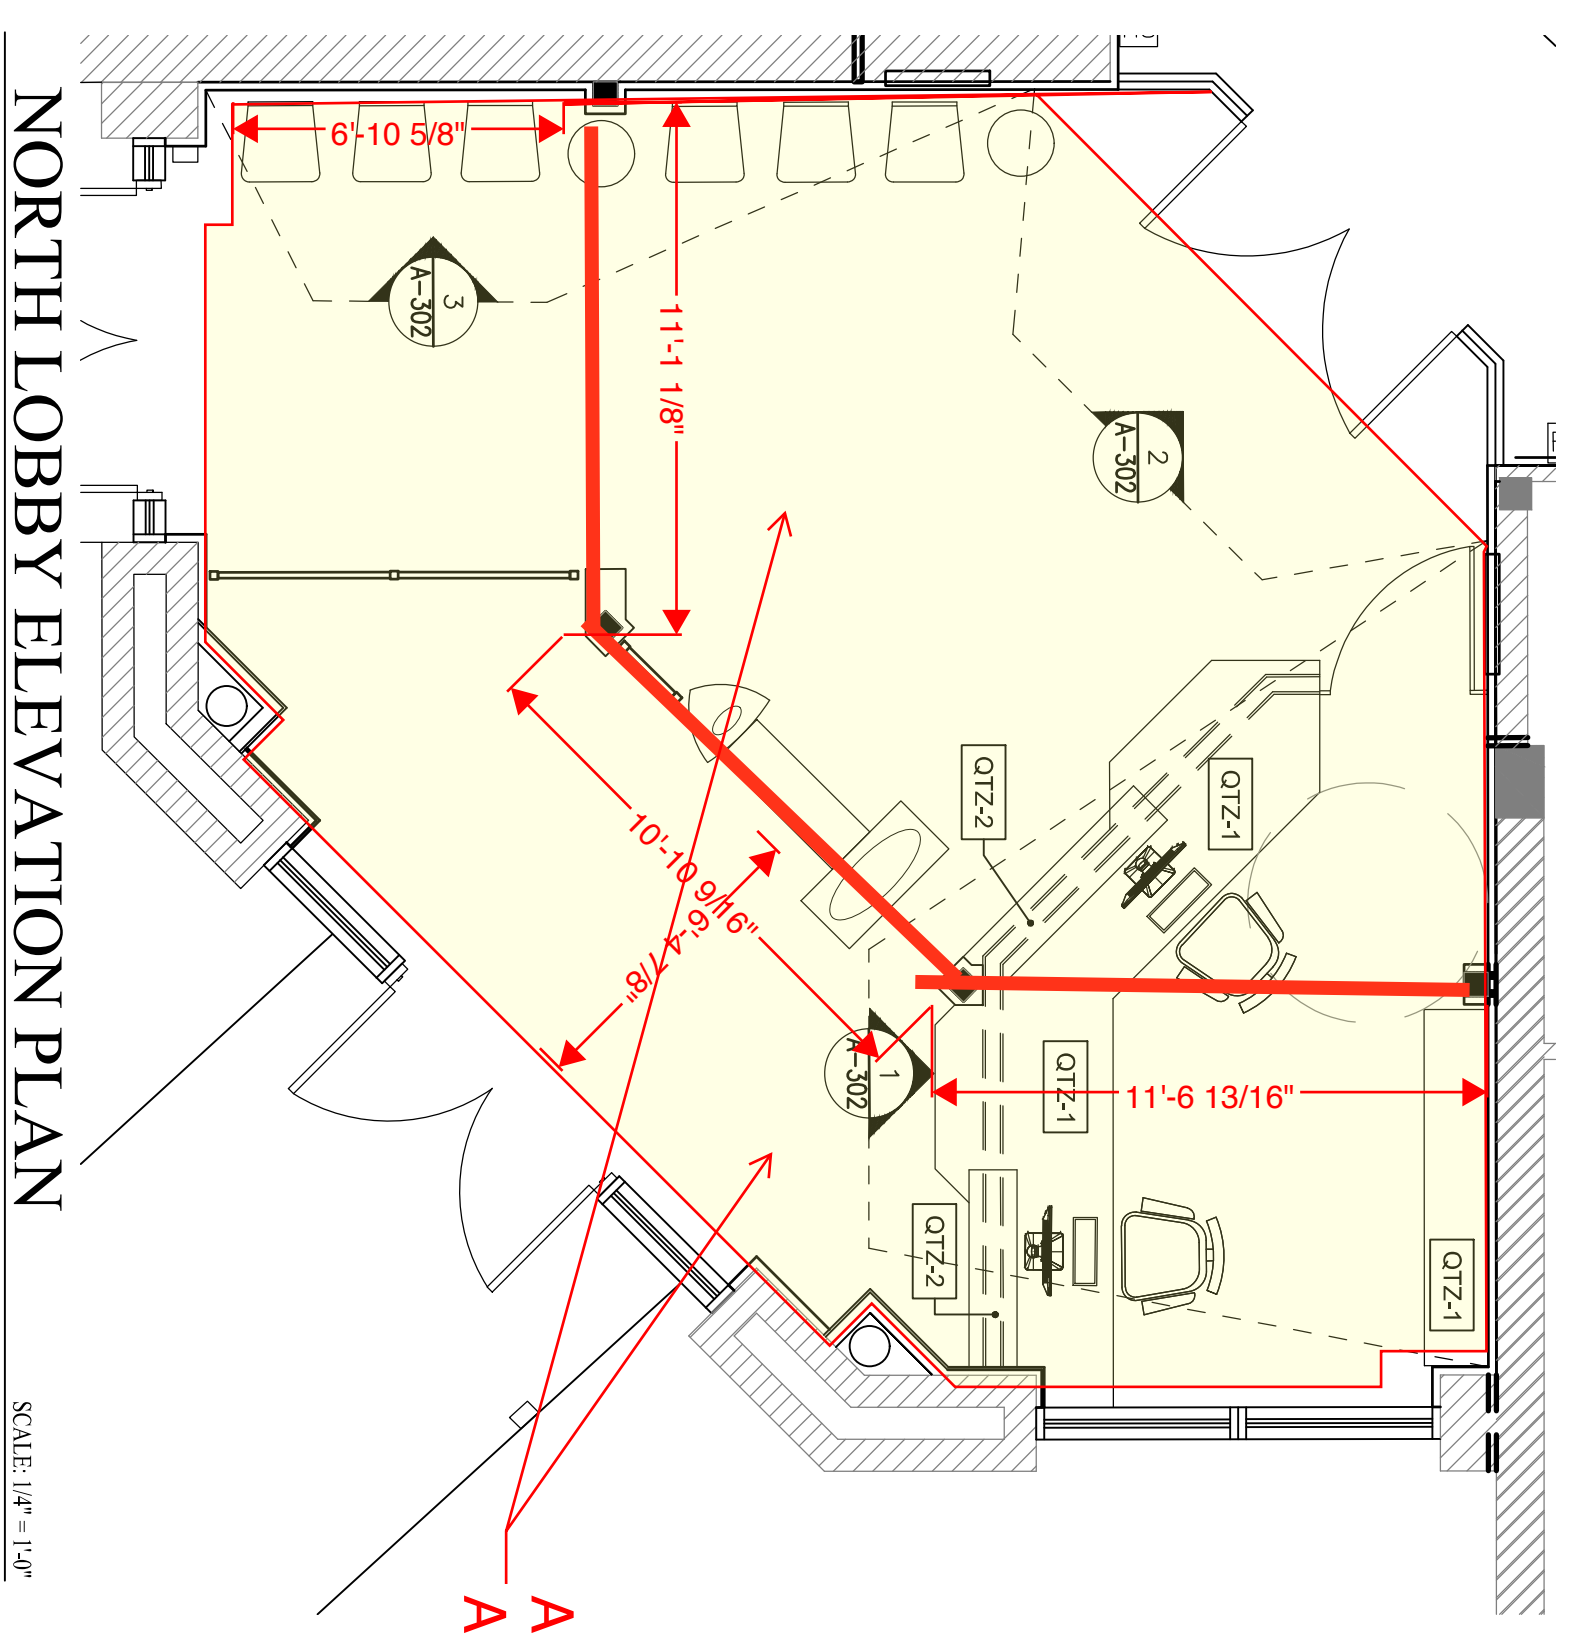 NORTH LOBBY ELEVATION PLAN
SCALE: 1/4" = 1'-0"
6'-10 5/8"
11'-1 1/8"
3
A-302
2
A-302
QTZ-2
QTZ-1
10'-10 9/16"
6'-4 7/8"
1
A-302
QTZ-1
11'-6 13/16"
QTZ-2
QTZ-1
A
A